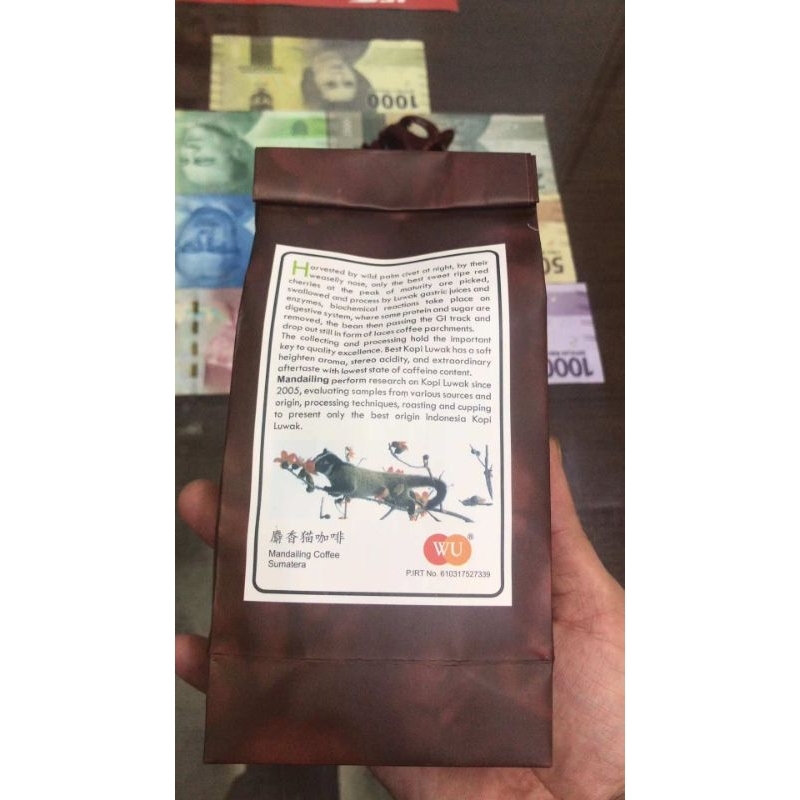 1000
50
1000
Harvested by wild palm civet at night, by their
weaselly nose, only the best sweet ripe red
cherries at the peak of maturity are picked,
swallowed and process by Luwak gastric juices and
enzymes, biochemical reactions take place on
digestive system, where some protein and sugar are
removed, the bean then passing the GI track and
drop out still in form of faces coffee parchments.
The collecting and processing hold the important
key to quality excellence. Best Kopi Luwak has a soft
heighten aroma, stereo acidity, and extraordinary
aftertaste with lowest state of caffeine content.
Mandailing perform research on Kopi Luwak since
2005, evaluating samples from various sources and
origin, processing techniques, roasting and cupping
to present only the best origin Indonesia Kopi
Luwak.
麝香猫咖啡
Mandailing Coffee
Sumatera
WU®
P.IRT No. 610317527339